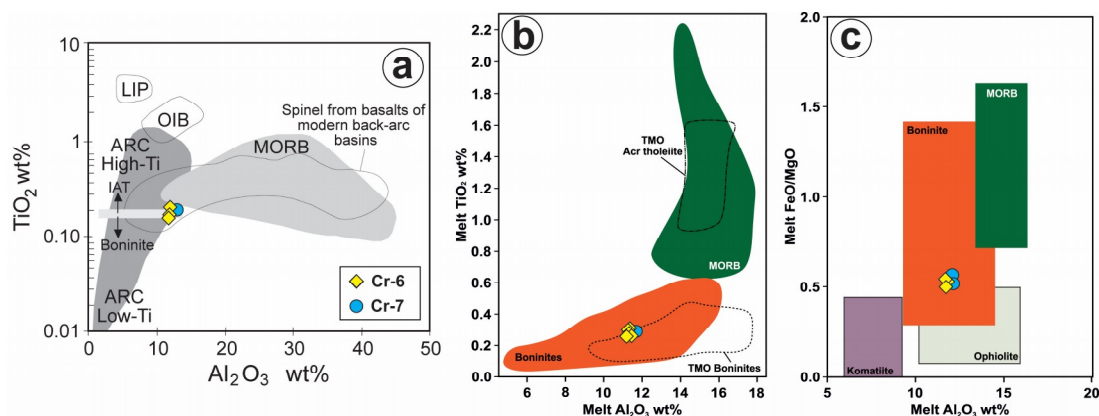 a
10
1
0.10
0.01
TiO2 wt%
LIP
OIB
ARC
High-Ti
IAT
Boninite
ARC
Low-Ti
MORB
Spinel from basalts of
modern back-arc
basins
Cr-6
Cr-7
0
10
20
30
40
50
Al2O3 wt%
b
2.2
2.0
1.8
1.6
1.4
1.2
1.0
0.8
0.6
0.4
0.2
0.0
Melt TiO2 wt%
TMO
Acr tholeiite
MORB
Boninites
TMO Boninites
6
8
10
12
14
16
18
Melt Al2O3 wt%
c
2.0
1.5
1.0
0.5
0.0
Melt FeO/MgO
MORB
Boninite
Komatiite
Ophiolite
5
10
15
20
Melt Al2O3 wt%